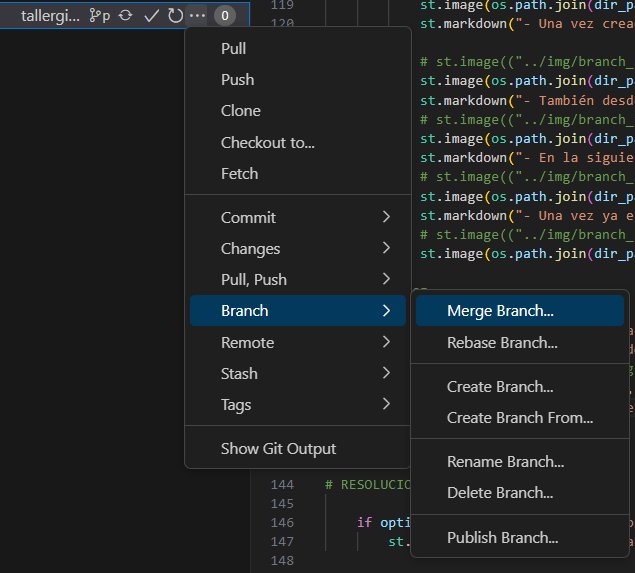 tallergi... p 0
119 st.image(os.path.join(dir_p
120 st.markdown("- Una vez crea
# st.image(("../img/branch_
st.image(os.path.join(dir_pa
st.markdown("- También desd
# st.image(("../img/branch_
st.image(os.path.join(dir_pa
st.markdown("- En la siguie
# st.image(("../img/branch_
st.image(os.path.join(dir_pa
st.markdown("- Una vez ya e
# st.image(("../img/branch_
st.image(os.path.join(dir_pa
Pull
Push
Clone
Checkout to...
Fetch
Commit
Changes
Pull, Push
Branch
Remote
Stash
Tags
Show Git Output
Merge Branch...
Rebase Branch...
Create Branch...
Create Branch From...
Rename Branch...
Delete Branch...
Publish Branch...
144 # RESOLUCIO
145
146 if opti
147 st.
148